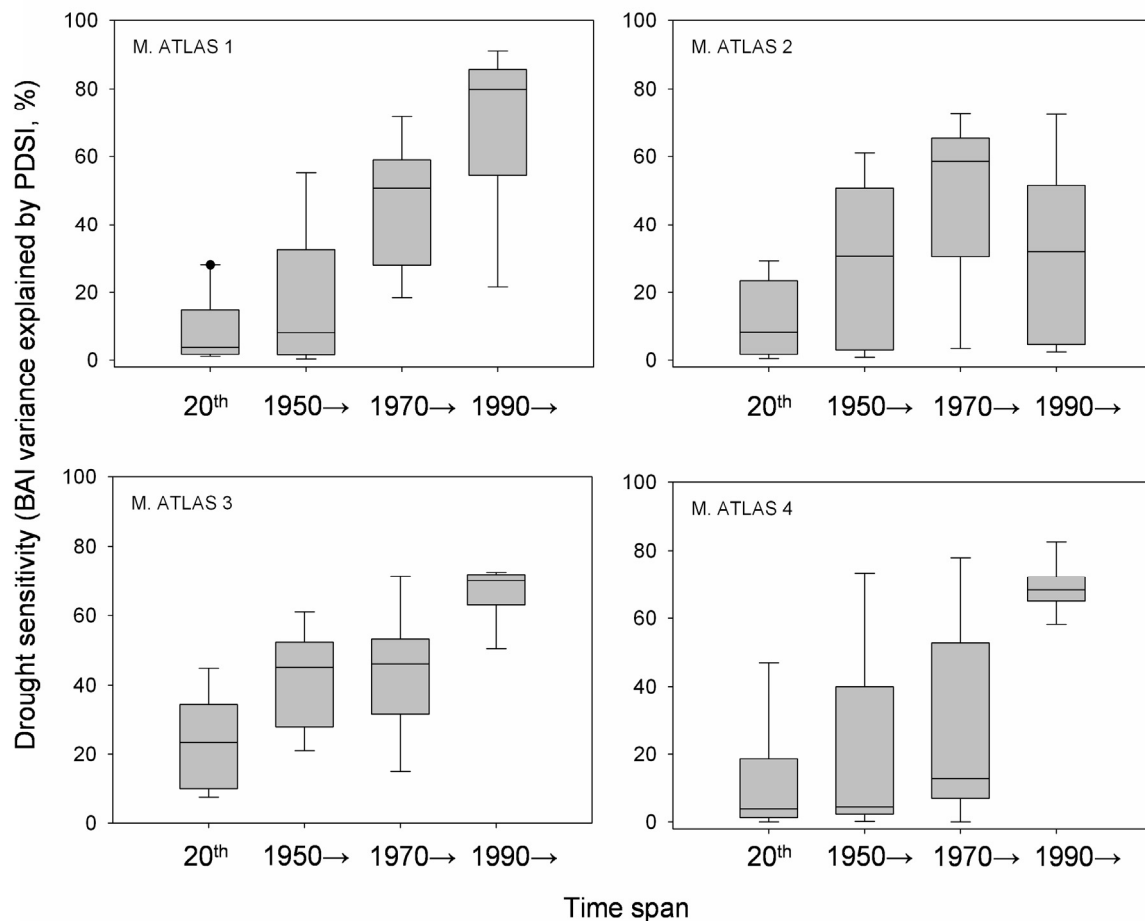 Drought sensitivity (BAI variance explained by PDSI, %)
M. ATLAS 1
100
80
60
40
20
0
20th 1950→ 1970→ 1990→
M. ATLAS 2
100
80
60
40
20
0
20th 1950→ 1970→ 1990→
M. ATLAS 3
100
80
60
40
20
0
20th 1950→ 1970→ 1990→
M. ATLAS 4
100
80
60
40
20
0
20th 1950→ 1970→ 1990→
Time span